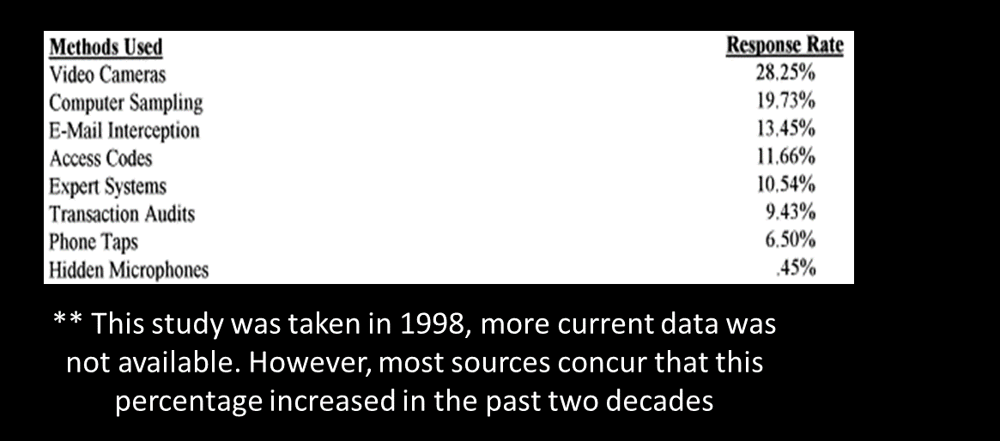 Methods Used Response Rate
Video Cameras 28.25%
Computer Sampling 19.73%
E-Mail Interception 13.45%
Access Codes 11.66%
Expert Systems 10.54%
Transaction Audits 9.43%
Phone Taps 6.50%
Hidden Microphones .45%
** This study was taken in 1998, more current data was
not available. However, most sources concur that this
percentage increased in the past two decades